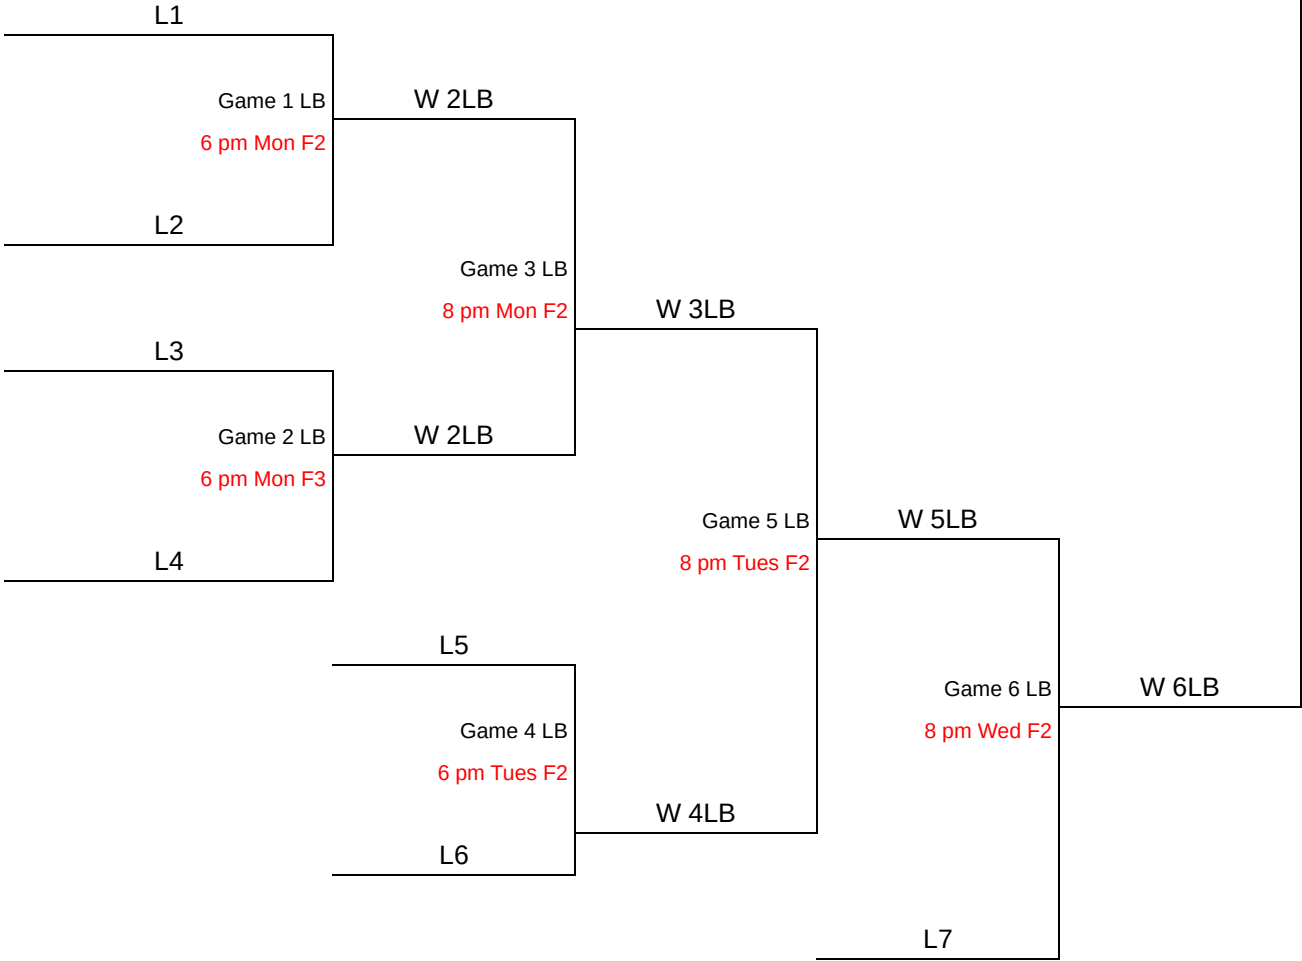 L1
Game 1 LB
W 2LB
6 pm Mon F2
L2
Game 3 LB
8 pm Mon F2
W 3LB
L3
Game 2 LB
W 2LB
6 pm Mon F3
Game 5 LB
W 5LB
L4
8 pm Tues F2
L5
Game 6 LB
W 6LB
Game 4 LB
8 pm Wed F2
6 pm Tues F2
W 4LB
L6
L7